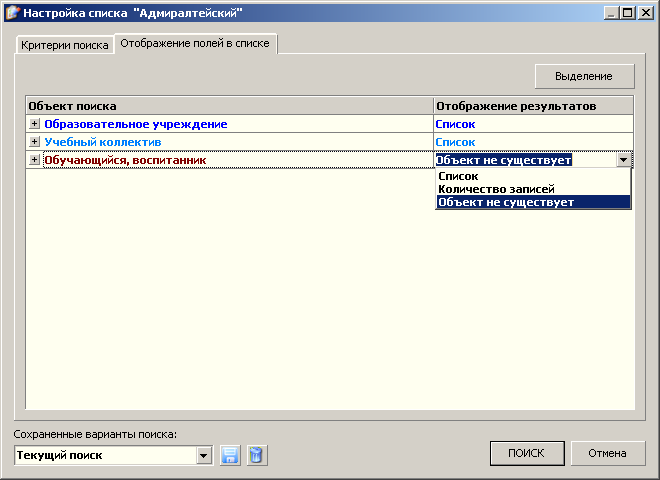 Настройка списка "Адмиралтейский"
Критерии поиска Отображение полей в списке
Выделение
Объект поиска Отображение результатов
Образовательное учреждение Список
Учебный коллектив Список
Обучающийся, воспитанник Объект не существует
Список
Количество записей
Объект не существует
Сохраненные варианты поиска:
Текущий поиск ПОИСК Отмена